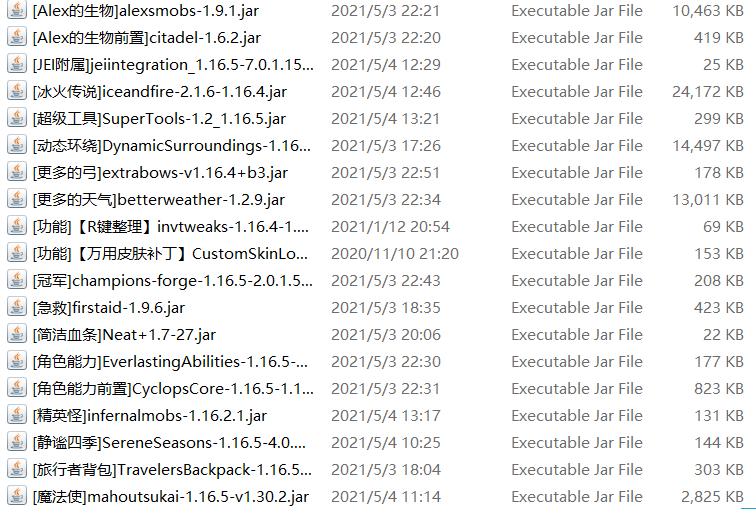 [Alex的生物]alexsmobs-1.9.1.jar 2021/5/3 22:21 Executable Jar File 10,463 KB
[Alex的生物前置]citadel-1.6.2.jar 2021/5/3 22:20 Executable Jar File 419 KB
[JEI附属]jeiintegration_1.16.5-7.0.1.15... 2021/5/4 12:29 Executable Jar File 25 KB
[冰火传说]iceandfire-2.1.6-1.16.4.jar 2021/5/4 12:46 Executable Jar File 24,172 KB
[超级工具]SuperTools-1.2_1.16.5.jar 2021/5/4 13:21 Executable Jar File 299 KB
[动态环绕]DynamicSurroundings-1.16... 2021/5/3 17:26 Executable Jar File 14,497 KB
[更多的弓]extrabows-v1.16.4+b3.jar 2021/5/3 22:51 Executable Jar File 178 KB
[更多的天气]betterweather-1.2.9.jar 2021/5/3 22:34 Executable Jar File 13,011 KB
[功能]【R键整理】invtweaks-1.16.4-1.... 2021/1/12 20:54 Executable Jar File 69 KB
[功能]【万用皮肤补丁】CustomSkinLo... 2020/11/10 21:20 Executable Jar File 153 KB
[冠军]champions-forge-1.16.5-2.0.1.5... 2021/5/3 22:43 Executable Jar File 208 KB
[急救]firstaid-1.9.6.jar 2021/5/3 18:35 Executable Jar File 423 KB
[简洁血条]Neat+1.7-27.jar 2021/5/3 20:06 Executable Jar File 22 KB
[角色能力]EverlastingAbilities-1.16.5-... 2021/5/3 22:30 Executable Jar File 177 KB
[角色能力前置]CyclopsCore-1.16.5-1.1... 2021/5/3 22:31 Executable Jar File 823 KB
[精英怪]infernalmobs-1.16.2.1.jar 2021/5/4 13:17 Executable Jar File 131 KB
[静谧四季]SereneSeasons-1.16.5-4.0.... 2021/5/4 10:25 Executable Jar File 144 KB
[旅行者背包]TravelersBackpack-1.16.5... 2021/5/3 18:04 Executable Jar File 303 KB
[魔法使]mahoutsukai-1.16.5-v1.30.2.jar 2021/5/4 11:14 Executable Jar File 2,825 KB